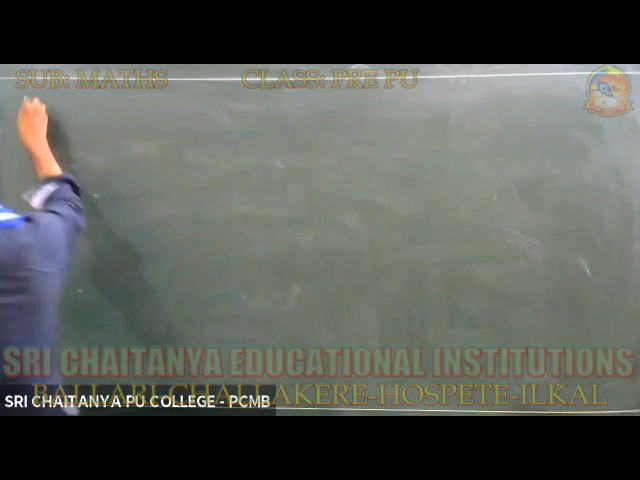 SUB: MATHS CLASS: PRE PU
SRI CHAITANYA EDUCATIONAL INSTITUTIONS
BALLARI-CHALLAKERE-HOSPETE-ILKAL
SRI CHAITANYA PU COLLEGE - PCMB